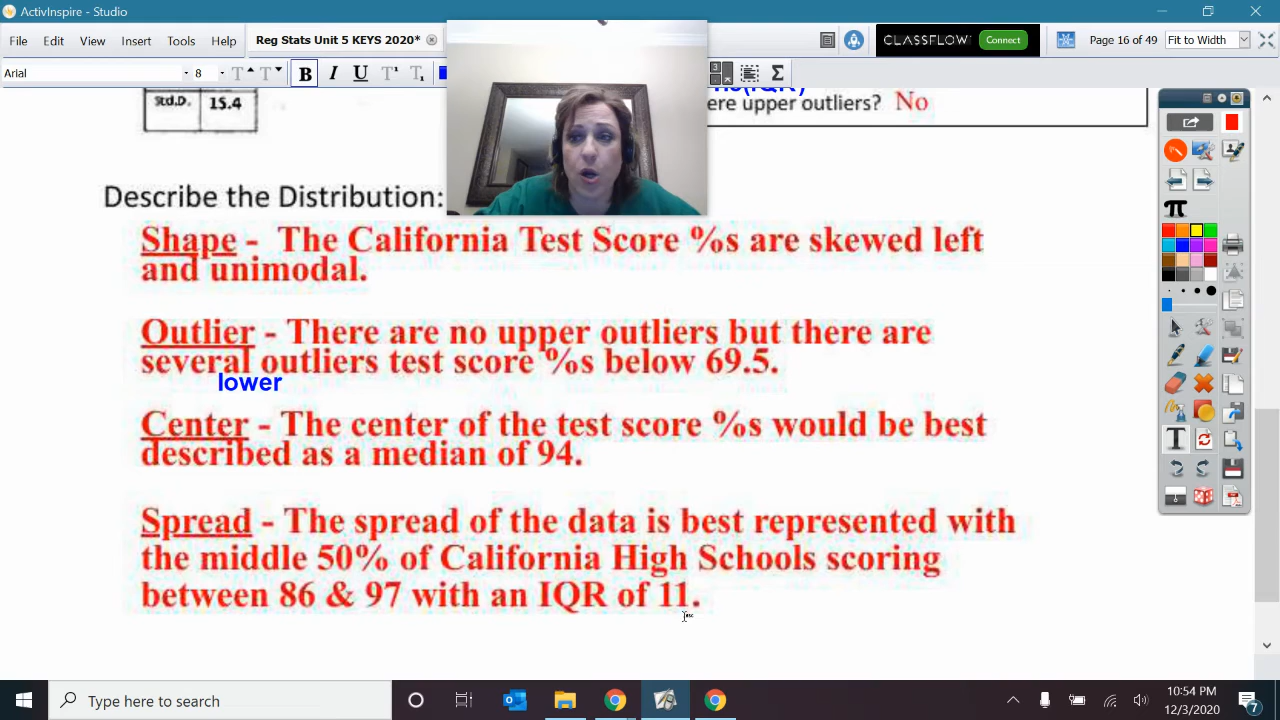 ActivInspire - Studio
File Edit View Insert Tools Help Reg Stats Unit 5 KEYS 2020* CLASSFLOW Connect Page 16 of 49 Fit to Width
Arial 8 B I U
Std.D. 15.4
ere upper outliers? No
Describe the Distribution:
Shape - The California Test Score %s are skewed left
and unimodal.
Outlier - There are no upper outliers but there are
several outliers test score %s below 69.5.
lower
Center - The center of the test score %s would be best
described as a median of 94.
Spread - The spread of the data is best represented with
the middle 50% of California High Schools scoring
between 86 & 97 with an IQR of 11.
Type here to search
10:54 PM
12/3/2020
7